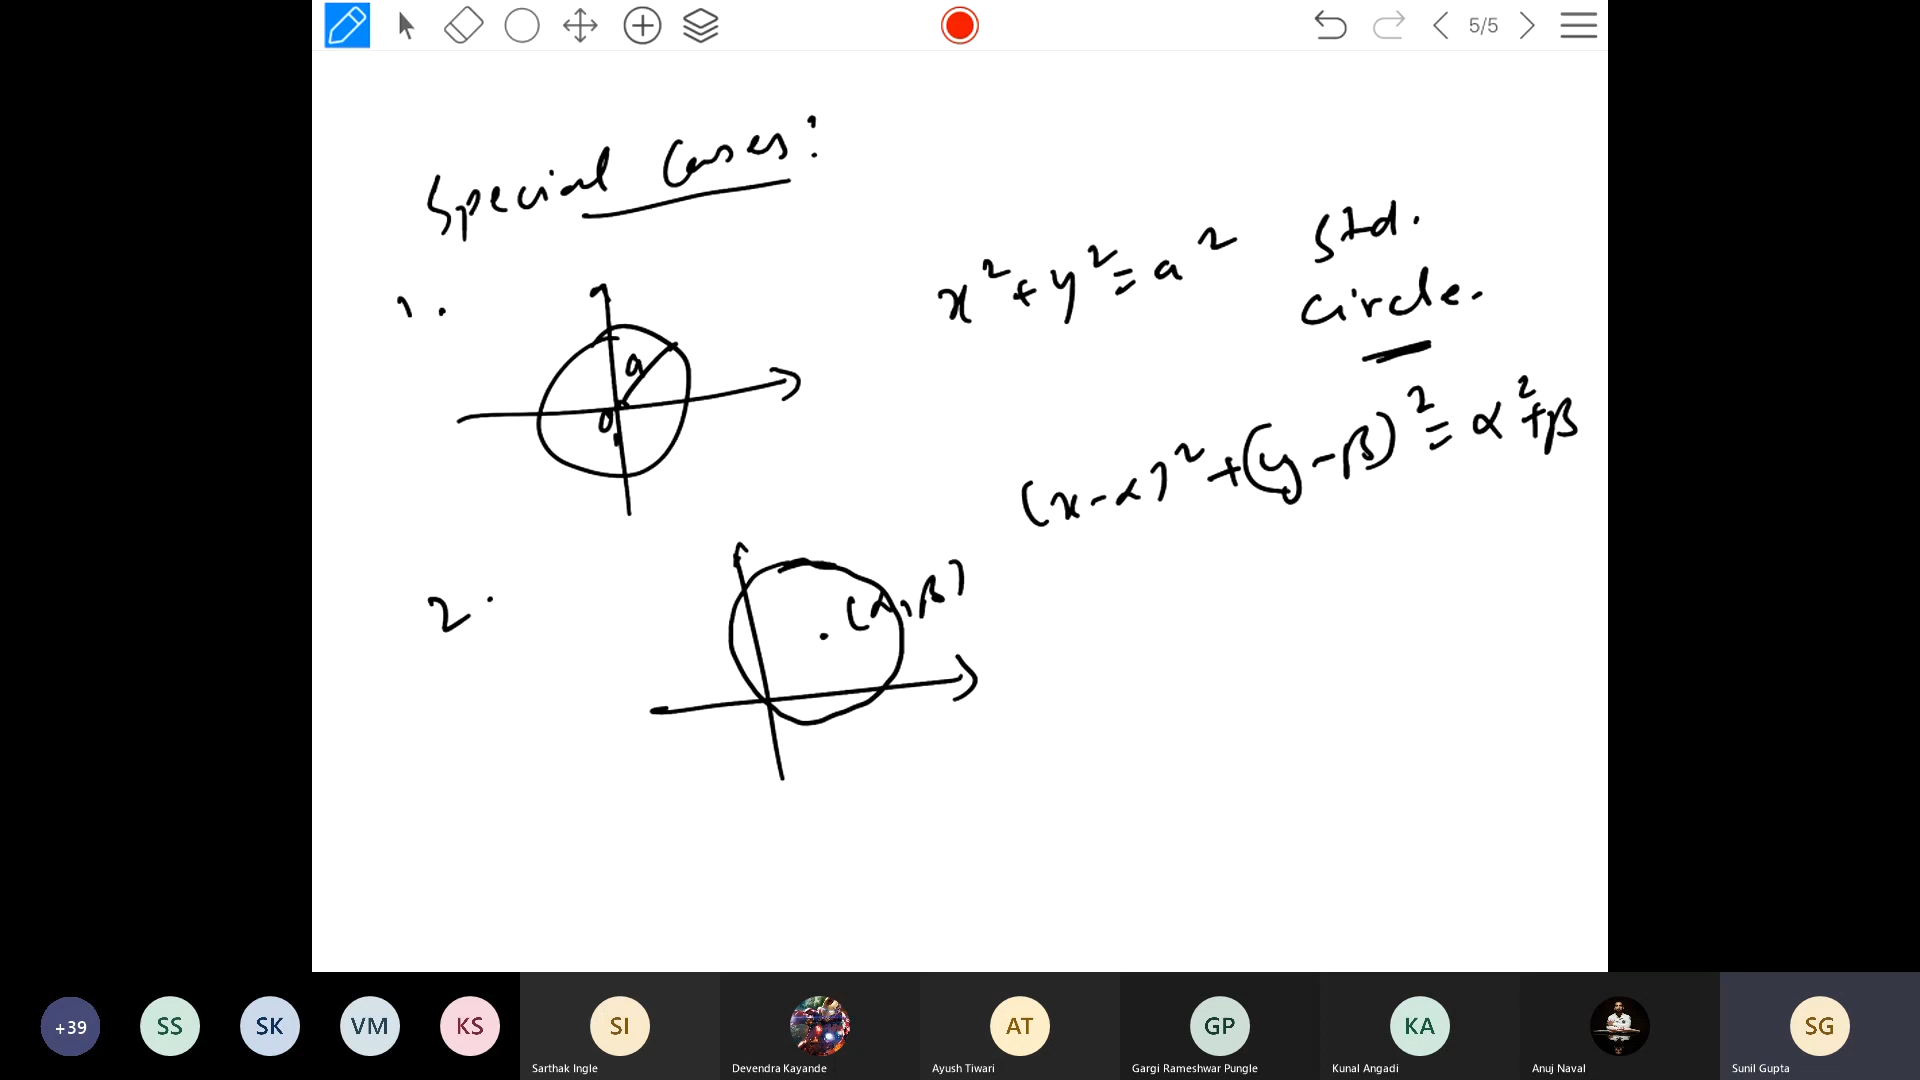 5/5
Special Cases:
1.
a
0
x²+y²=a²
Std.
Circle.
2.
(α,β)
(x-α)²+(y-β)²=α²+β
+39
SS
SK
VM
KS
SI
AT
GP
KA
SG
Sarthak Ingle
Devendra Kayande
Ayush Tiwari
Gargi Rameshwar Pungle
Kunal Angadi
Anuj Naval
Sunil Gupta